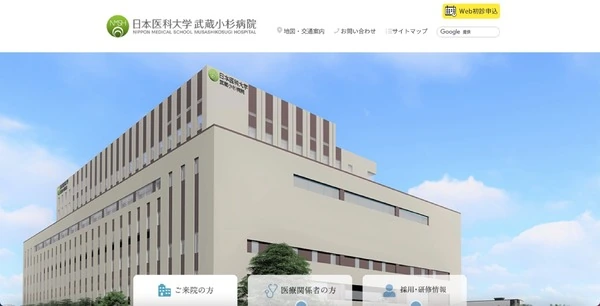 NMSH
日本医科大学 武蔵小杉病院
NIPPON MEDICAL SCHOOL MUSASHIKOSUGI HOSPITAL
Web初診申込
地図・交通案内
お問い合わせ
サイトマップ
Google 提供
日本医科大学
武蔵小杉病院
ご来院の方
医療関係者の方
採用・研修情報